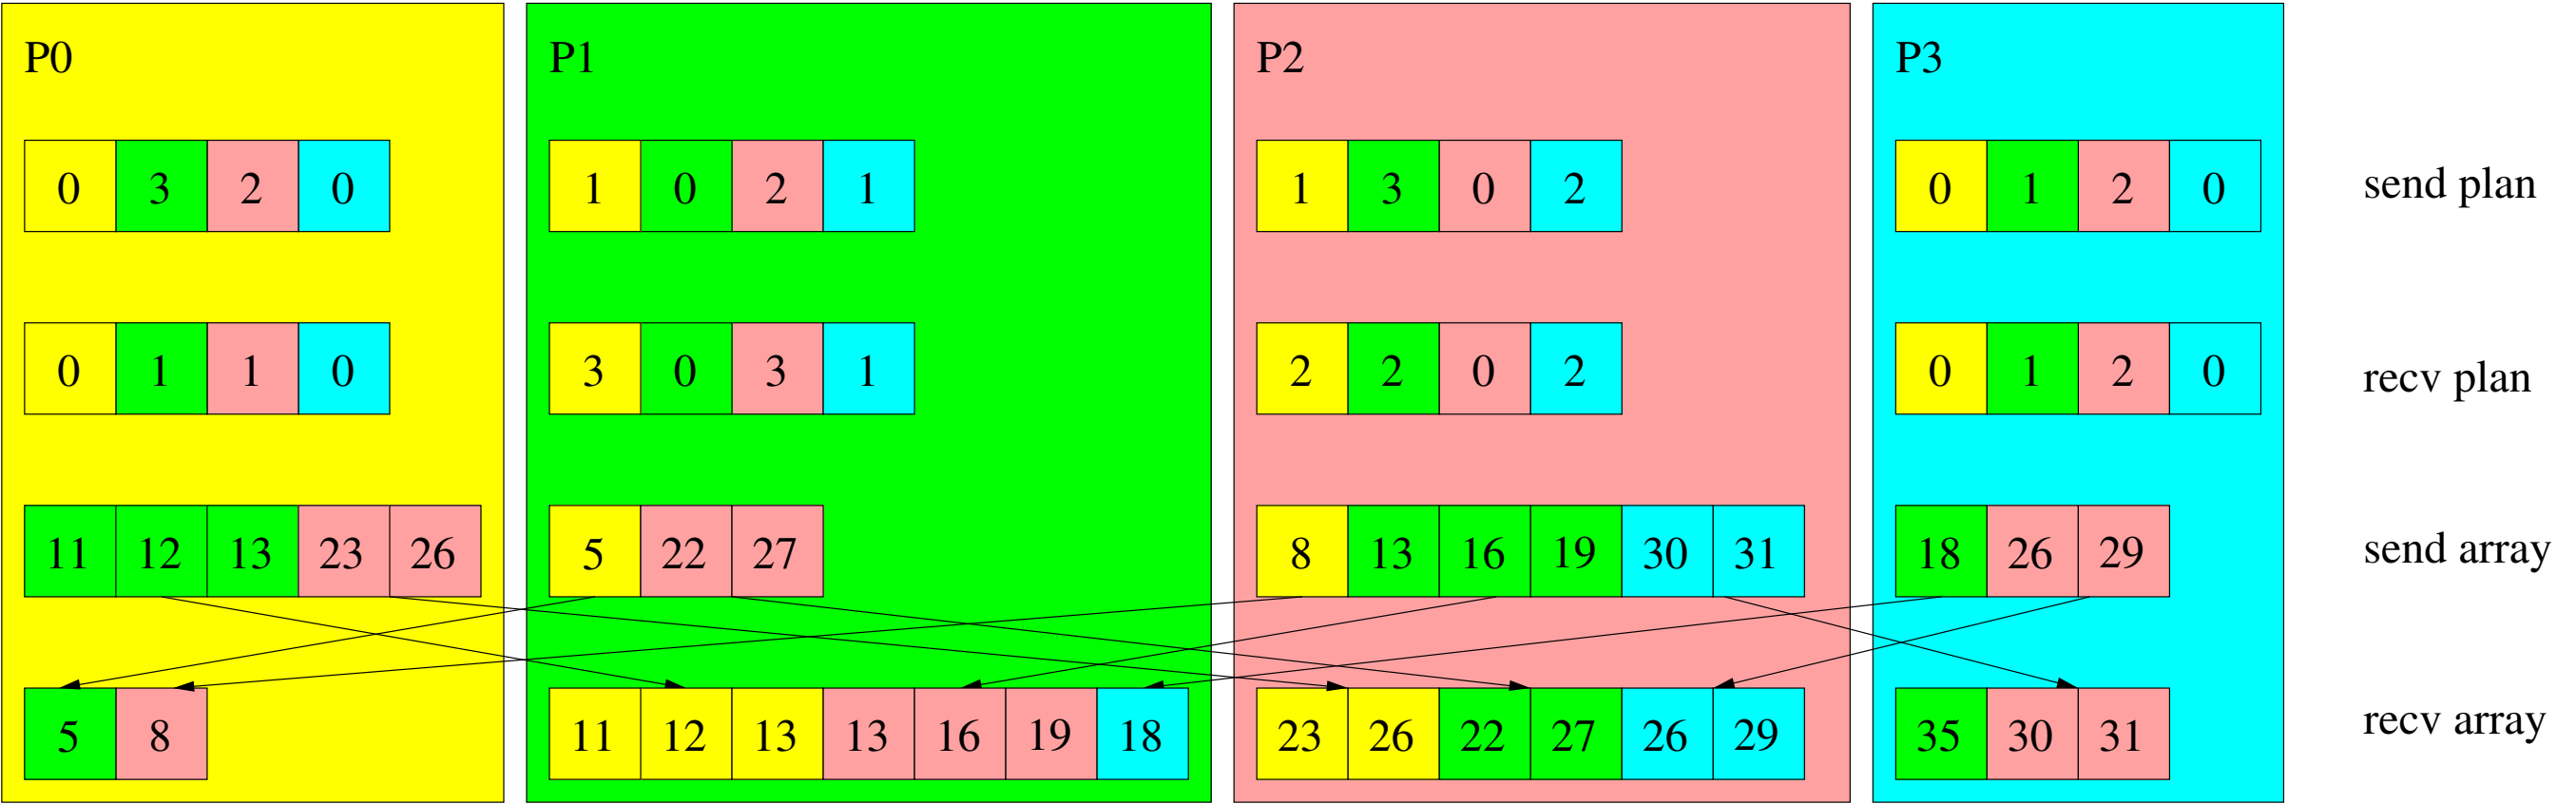 P0 P1 P2 P3
0 3 2 0 1 0 2 1 1 3 0 2 0 1 2 0 send plan
0 1 1 0 3 0 3 1 2 2 0 2 0 1 2 0 recv plan
11 12 13 23 26 5 22 27 8 13 16 19 30 31 18 26 29 send array
5 8 11 12 13 13 16 19 18 23 26 22 27 26 29 35 30 31 recv array